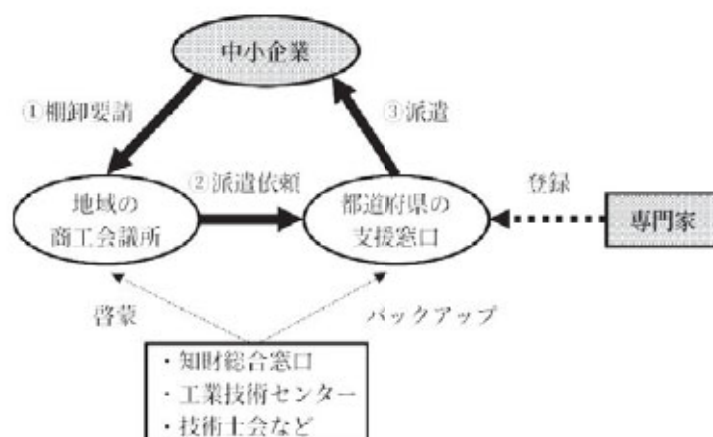 中小企業
①棚卸要請
③派遣
地域の
商工会議所
②派遣依頼
都道府県の
支援窓口
登録
専門家
啓蒙
バックアップ
・知財総合窓口
・工業技術センター
・技術士会など